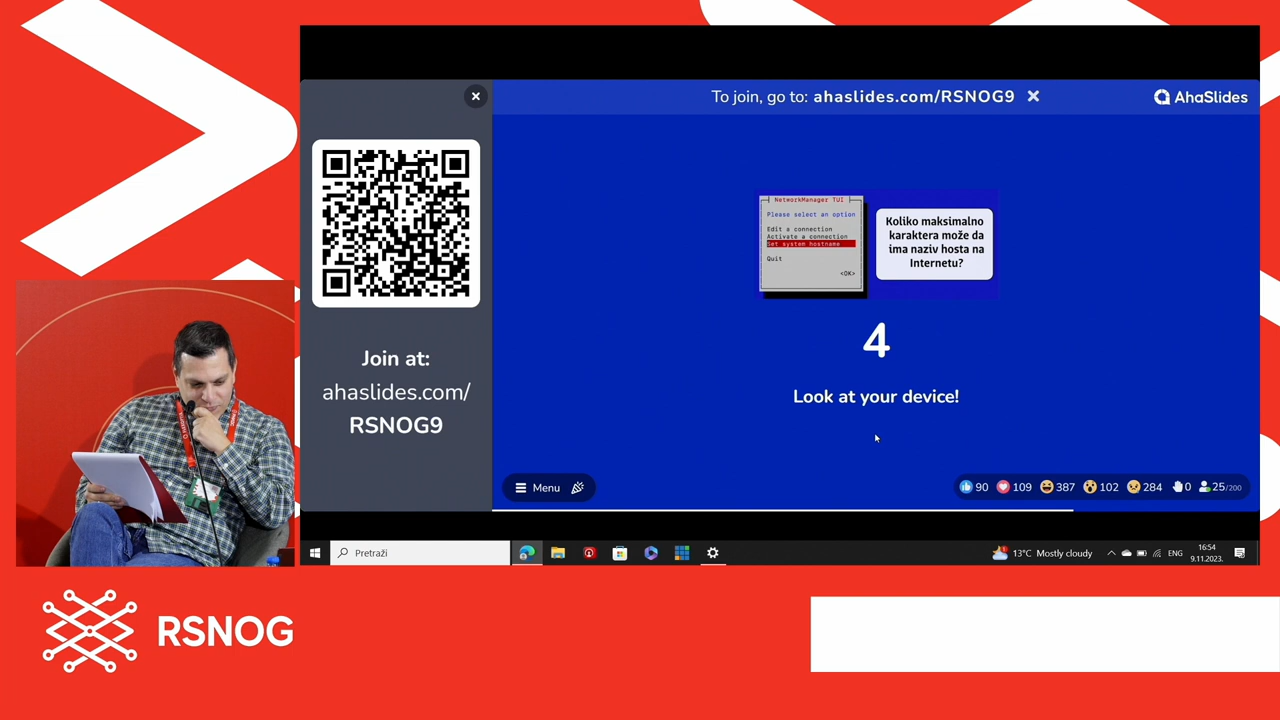 To join, go to: ahaslides.com/RSNOG9
AhaSlides
NetworkManager TUI
Please select an option
Edit a connection
Activate a connection
Set system hostname
Quit
<OK>
Koliko maksimalno
karaktera može da
ima naziv hosta na
Internetu?
4
Look at your device!
Join at:
ahaslides.com/
RSNOG9
Menu
90
109
387
102
284
0
25/200
Pretraži
13°C Mostly cloudy
ENG
16:54
9.11.2023.
RSNOG